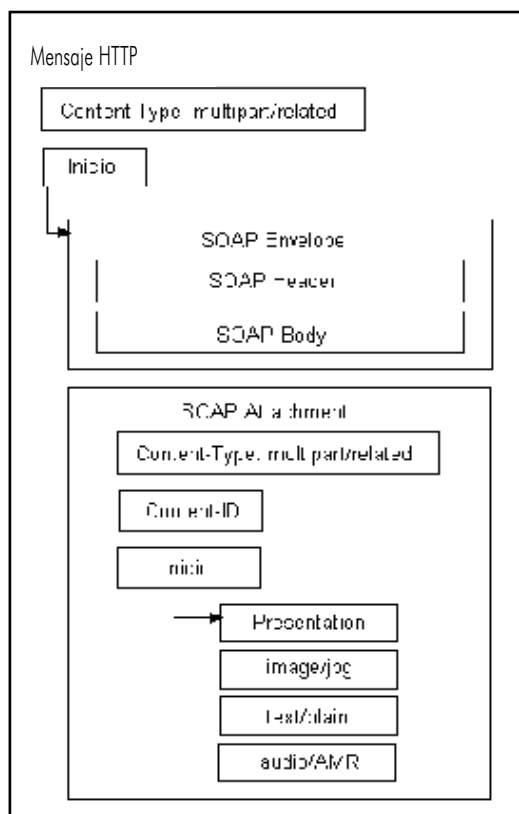 Mensaje HTTP
Content Type: multipart/related
Inicio
SOAP Envelope
SOAP Header
SOAP Body
SOAP Attachment
Content-Type: multipart/related
Content-ID
Inicio
Presentation
image/jpg
text/plain
audio/AMR